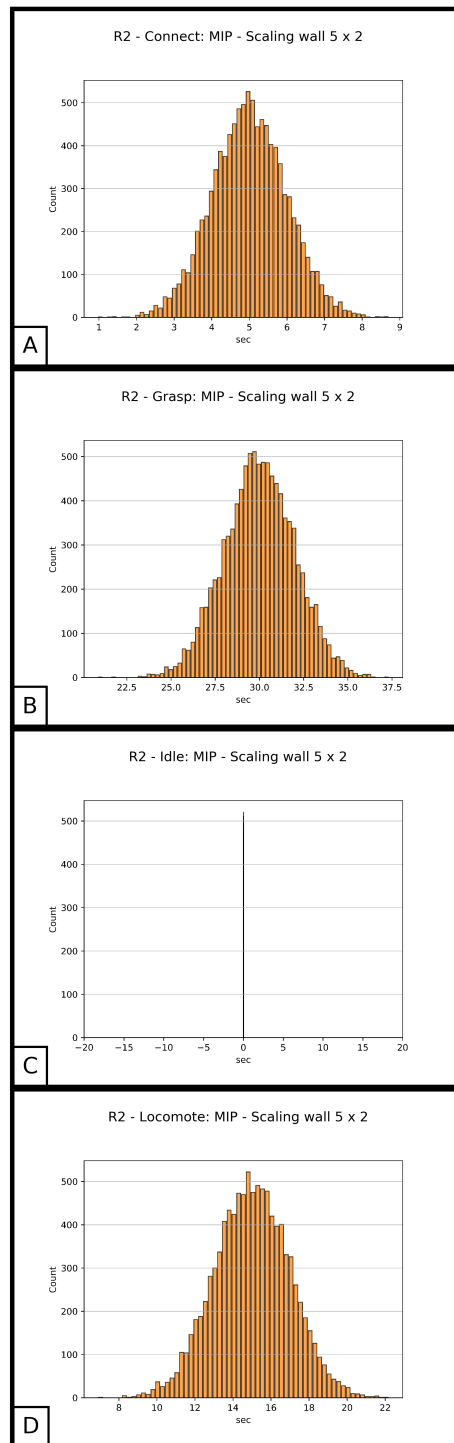 R2 - Connect: MIP - Scaling wall 5 x 2
500
400
300
200
100
0
Count
1 2 3 4 5 6 7 8 9
sec
A
R2 - Grasp: MIP - Scaling wall 5 x 2
500
400
300
200
100
0
Count
22.5 25.0 27.5 30.0 32.5 35.0 37.5
sec
B
R2 - Idle: MIP - Scaling wall 5 x 2
500
400
300
200
100
0
Count
−20 −15 −10 −5 0 5 10 15 20
sec
C
R2 - Locomote: MIP - Scaling wall 5 x 2
500
400
300
200
100
0
Count
8 10 12 14 16 18 20 22
sec
D